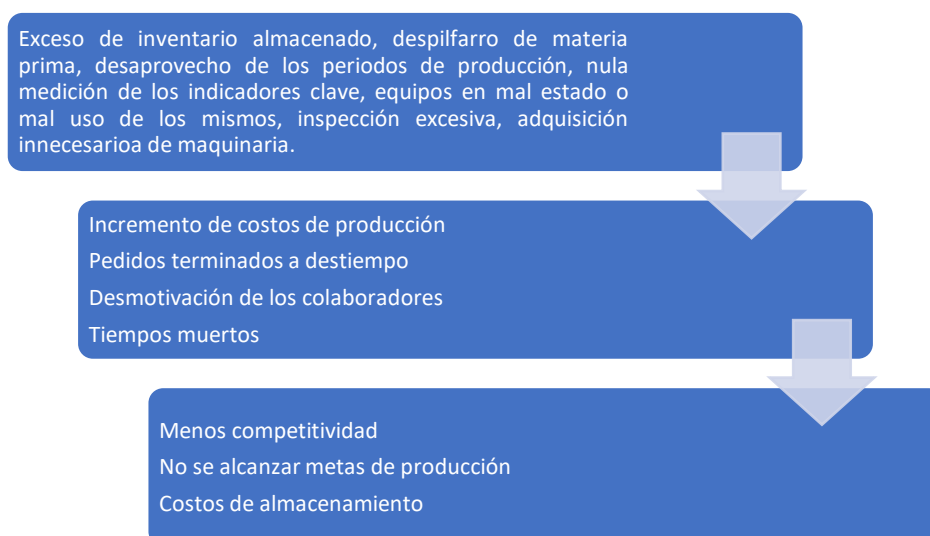 Exceso de inventario almacenado, despilfarro de materia
prima, desaprovecho de los periodos de producción, nula
medición de los indicadores clave, equipos en mal estado o
mal uso de los mismos, inspección excesiva, adquisición
innecesarioa de maquinaria.
Incremento de costos de producción
Pedidos terminados a destiempo
Desmotivación de los colaboradores
Tiempos muertos
Menos competitividad
No se alcanzar metas de producción
Costos de almacenamiento